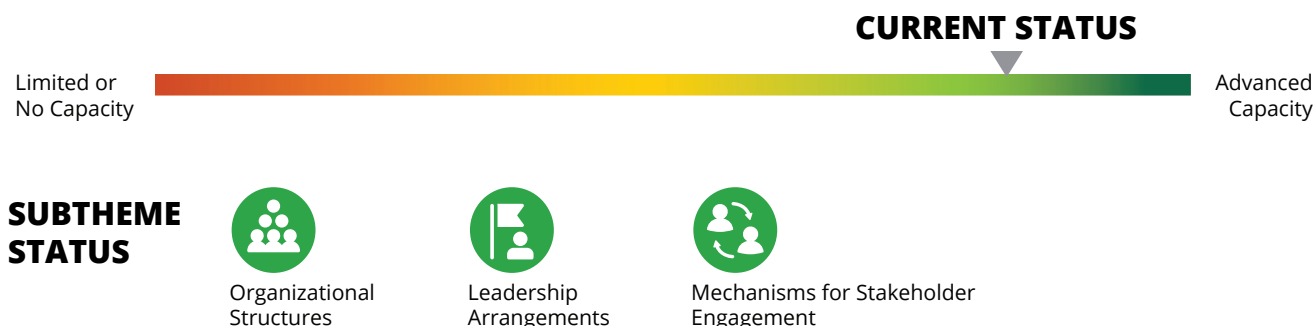 CURRENT STATUS
Limited or
No Capacity
Advanced
Capacity
SUBTHEME
STATUS
Organizational
Structures
Leadership
Arrangements
Mechanisms for Stakeholder
Engagement